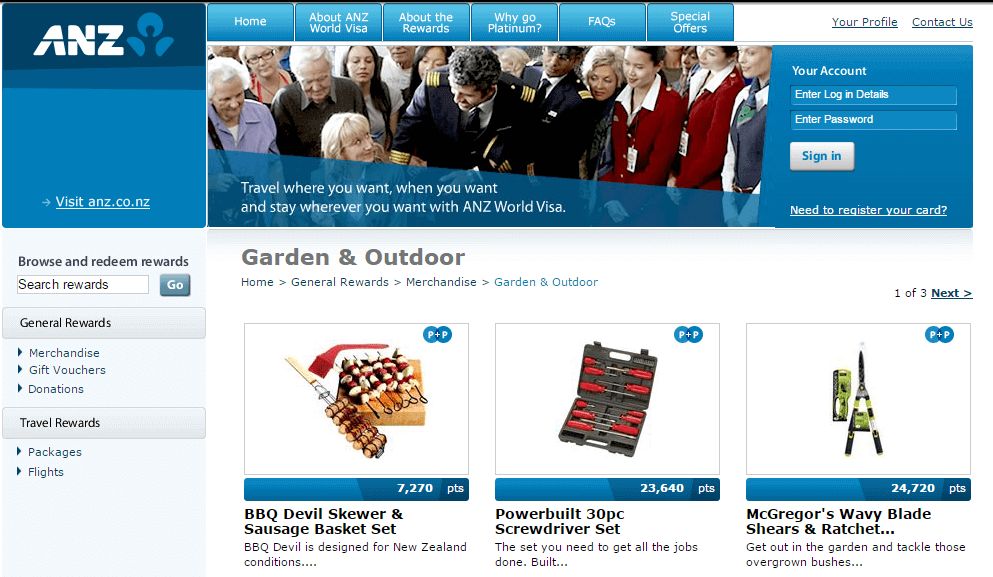 ANZ
Home
About ANZ
World Visa
About the
Rewards
Why go
Platinum?
FAQs
Special
Offers
Your Profile
Contact Us
Travel where you want, when you want
and stay wherever you want with ANZ World Visa.
Your Account
Enter Log in Details
Enter Password
Sign in
Need to register your card?
Visit anz.co.nz
Browse and redeem rewards
Search rewards
Go
General Rewards
Merchandise
Gift Vouchers
Donations
Travel Rewards
Packages
Flights
Garden & Outdoor
Home > General Rewards > Merchandise > Garden & Outdoor
1 of 3 Next >
P+P
7,270 pts
BBQ Devil Skewer &
Sausage Basket Set
BBQ Devil is designed for New Zealand
conditions....
P+P
23,640 pts
Powerbuilt 30pc
Screwdriver Set
The set you need to get all the jobs
done. Built...
P+P
24,720 pts
McGregor's Wavy Blade
Shears & Ratchet...
Get out in the garden and tackle those
overgrown bushes...